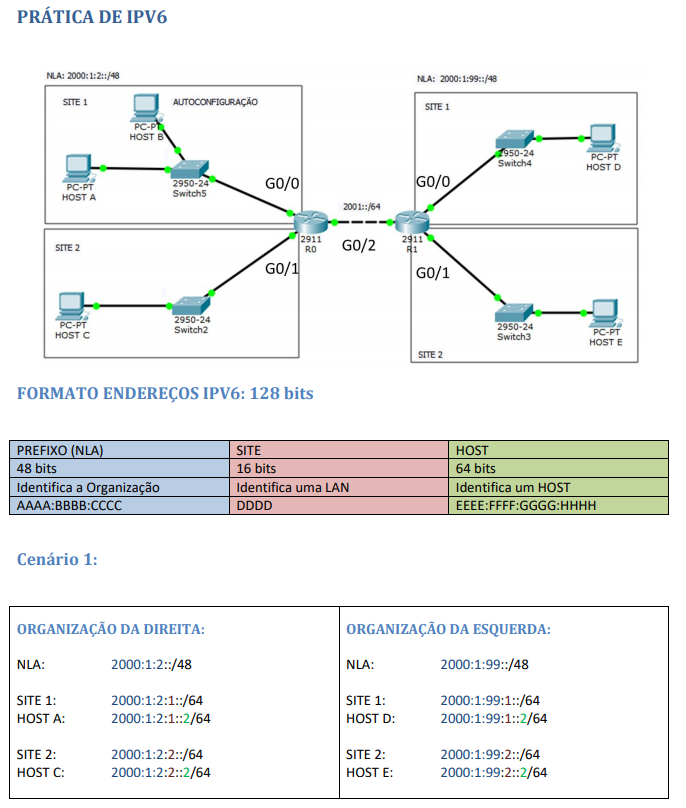 PRÁTICA DE IPV6
NLA: 2000:1:2::/48
SITE 1
AUTOCONFIGURAÇÃO
PC-PT
HOST B
PC-PT
HOST A
2950-24
Switch5
G0/0
SITE 2
PC-PT
HOST C
2950-24
Switch2
G0/1
2911
R0
2001::/64
G0/2
2911
R1
NLA: 2000:1:99::/48
SITE 1
G0/0
2950-24
Switch4
PC-PT
HOST D
G0/1
2950-24
Switch3
PC-PT
HOST E
SITE 2
FORMATO ENDEREÇOS IPV6: 128 bits
PREFIXO (NLA) SITE HOST
48 bits 16 bits 64 bits
Identifica a Organização Identifica uma LAN Identifica um HOST
AAAA:BBBB:CCCC DDDD EEEE:FFFF:GGGG:HHHH
Cenário 1:
ORGANIZAÇÃO DA DIREITA:
NLA: 2000:1:2::/48
SITE 1: 2000:1:2:1::/64
HOST A: 2000:1:2:1::2/64
SITE 2: 2000:1:2:2::/64
HOST C: 2000:1:2:2::2/64
ORGANIZAÇÃO DA ESQUERDA:
NLA: 2000:1:99::/48
SITE 1: 2000:1:99:1::/64
HOST D: 2000:1:99:1::2/64
SITE 2: 2000:1:99:2::/64
HOST E: 2000:1:99:2::2/64